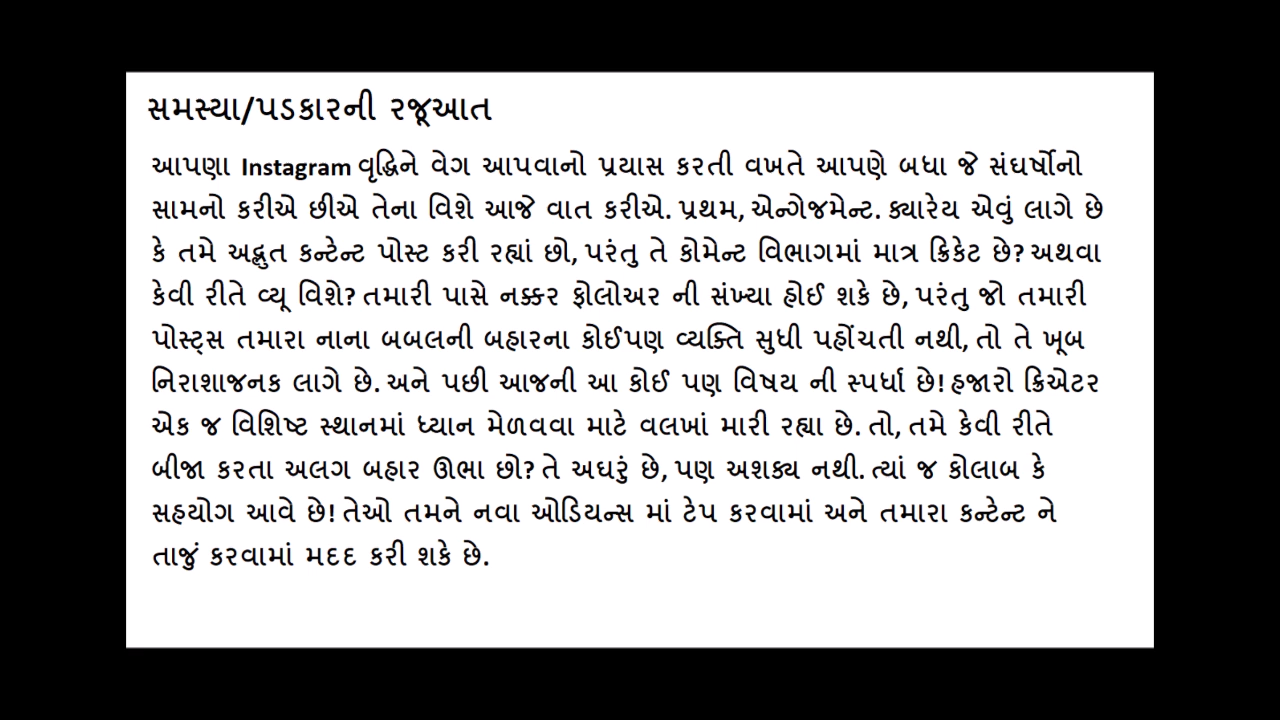 સમસ્યા/પડકારની રજૂઆત
આપણા Instagram વૃદ્ધિને વેગ આપવાનો પ્રયાસ કરતી વખતે આપણે બધા જે સંઘર્ષોનો
સામનો કરીએ છીએ તેના વિશે આજે વાત કરીએ. પ્રથમ, એન્ગેજમેન્ટ. ક્યારેય એવું લાગે છે
કે તમે અદ્ભુત કન્ટેન્ટ પોસ્ટ કરી રહ્યાં છો, પરંતુ તે કોમેન્ટ વિભાગમાં માત્ર ક્રિકેટ છે? અથવા
કેવી રીતે વ્યૂ વિશે? તમારી પાસે નક્કર ફોલોઅર ની સંખ્યા હોઈ શકે છે, પરંતુ જો તમારી
પોસ્ટ્સ તમારા નાના બબલની બહારના કોઈપણ વ્યક્તિ સુધી પહોંચતી નથી, તો તે ખૂબ
નિરાશાજનક લાગે છે. અને પછી આજની આ કોઈ પણ વિષય ની સ્પર્ધા છે! હજારો ક્રિએટર
એક જ વિશિષ્ટ સ્થાનમાં ધ્યાન મેળવવા માટે વલખાં મારી રહ્યા છે. તો, તમે કેવી રીતે
બીજા કરતા અલગ બહાર ઊભા છો? તે અઘરું છે, પણ અશક્ય નથી. ત્યાં જ કોલાબ કે
સહયોગ આવે છે! તેઓ તમને નવા ઓડિયન્સ માં ટેપ કરવામાં અને તમારા કન્ટેન્ટ ને
તાજું કરવામાં મદદ કરી શકે છે.